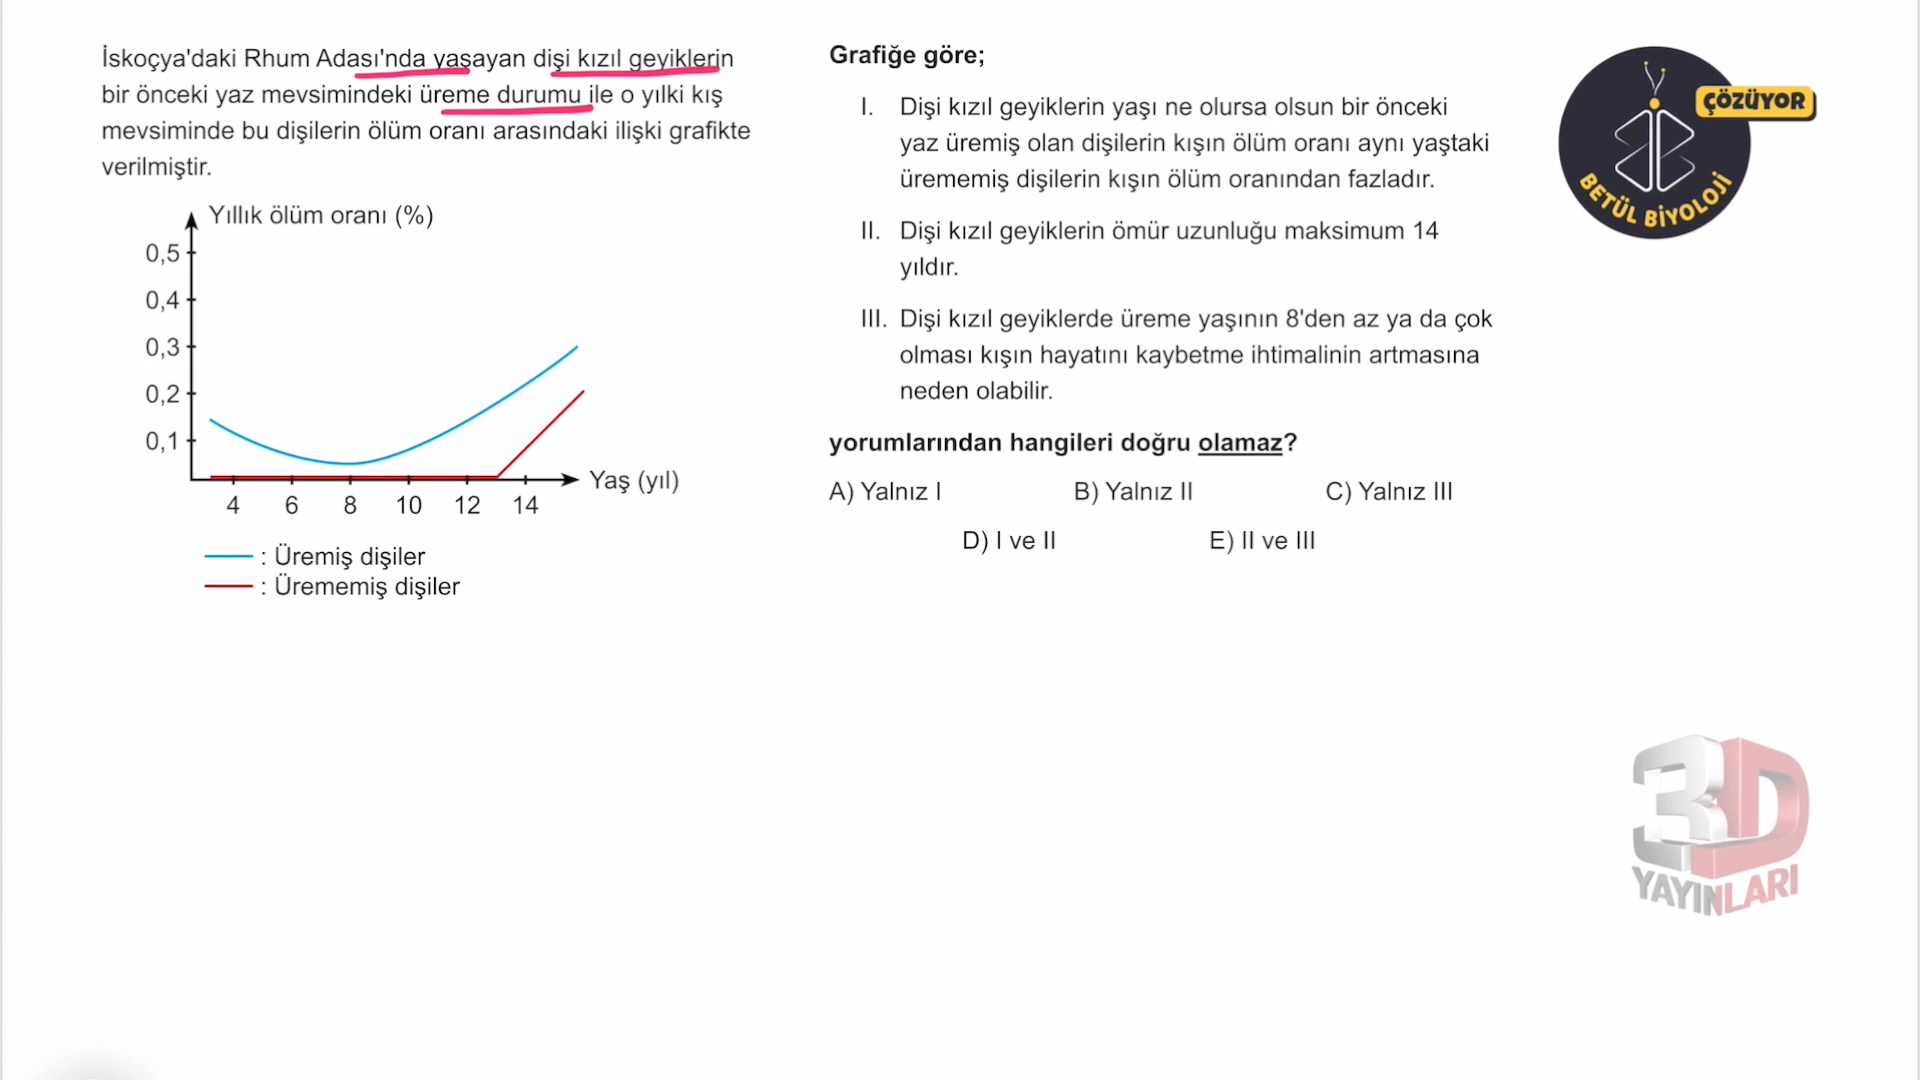 İskoçya'daki Rhum Adası'nda yaşayan dişi kızıl geyiklerin
bir önceki yaz mevsimindeki üreme durumu ile o yılki kış
mevsiminde bu dişilerin ölüm oranı arasındaki ilişki grafikte
verilmiştir.
Yıllık ölüm oranı (%)
0,5
0,4
0,3
0,2
0,1
Yaş (yıl)
4 6 8 10 12 14
: Üremiş dişiler
: Ürememiş dişiler
Grafiğe göre;
I. Dişi kızıl geyiklerin yaşı ne olursa olsun bir önceki
yaz üremiş olan dişilerin kışın ölüm oranı aynı yaştaki
ürememiş dişilerin kışın ölüm oranından fazladır.
II. Dişi kızıl geyiklerin ömür uzunluğu maksimum 14
yıldır.
III. Dişi kızıl geyiklerde üreme yaşının 8'den az ya da çok
olması kışın hayatını kaybetme ihtimalinin artmasına
neden olabilir.
yorumlarından hangileri doğru olamaz?
A) Yalnız I B) Yalnız II C) Yalnız III
D) I ve II E) II ve III
ÇÖZÜYOR
BETÜL BİYOLOJİ
3D
YAYINLARI